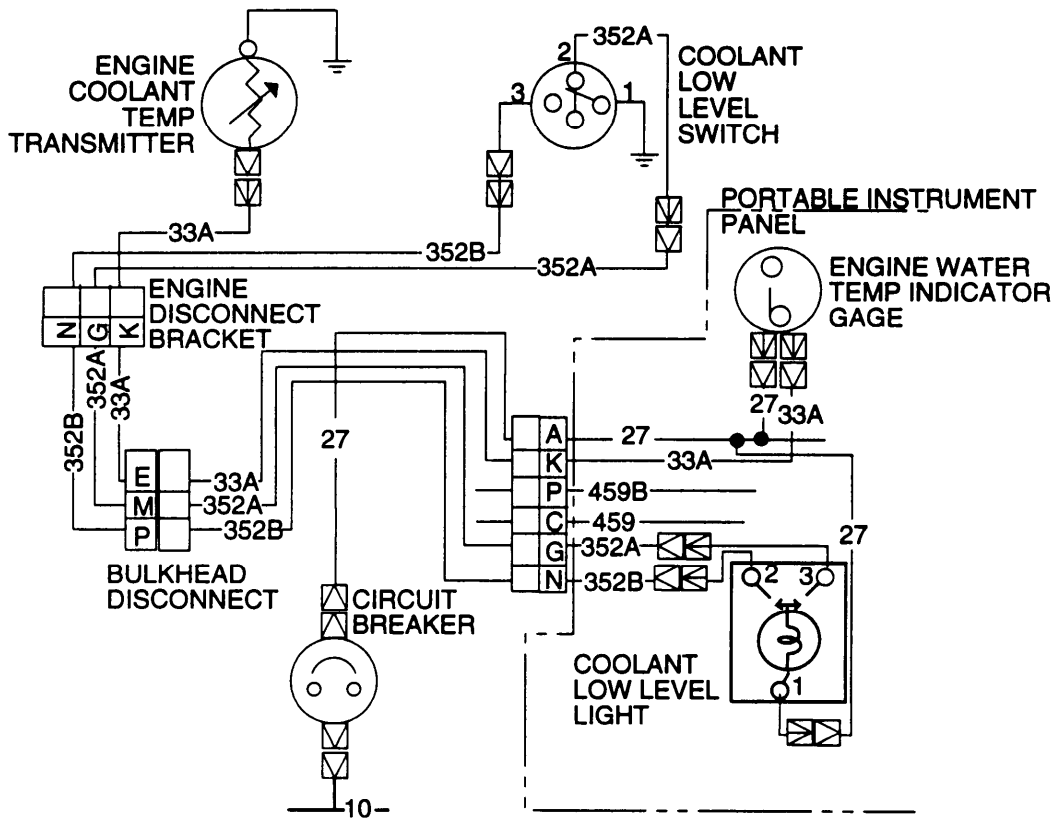 ENGINE
COOLANT
TEMP
TRANSMITTER
2
352A
3
1
COOLANT
LOW
LEVEL
SWITCH
33A
352B
352A
PORTABLE INSTRUMENT
PANEL
ENGINE WATER
TEMP INDICATOR
GAGE
N
G
K
ENGINE
DISCONNECT
BRACKET
352B
352A
33A
27
27
33A
A
27
K
33A
P
459B
C
459
G
352A
N
352B
27
E
33A
M
352A
P
352B
BULKHEAD
DISCONNECT
CIRCUIT
BREAKER
2
3
1
COOLANT
LOW LEVEL
LIGHT
10